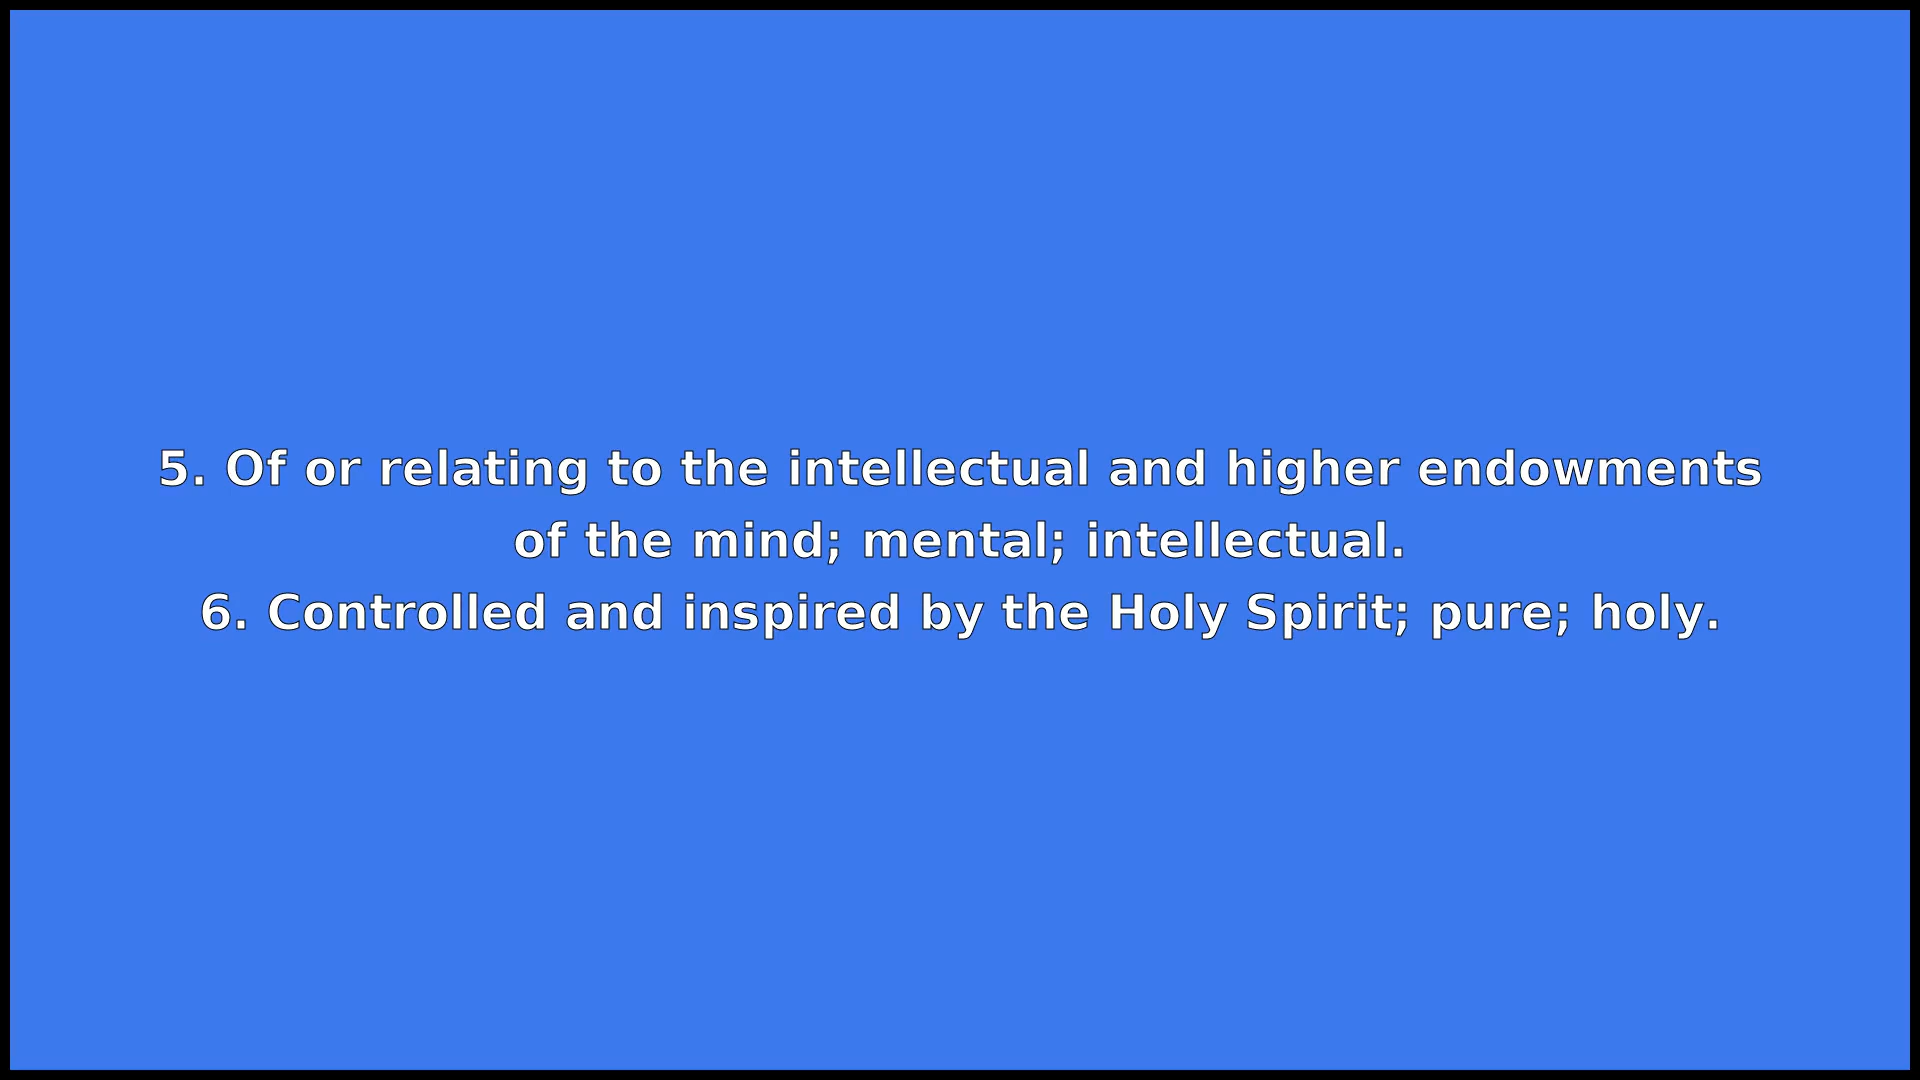 5. Of or relating to the intellectual and higher endowments
of the mind; mental; intellectual.
6. Controlled and inspired by the Holy Spirit; pure; holy.